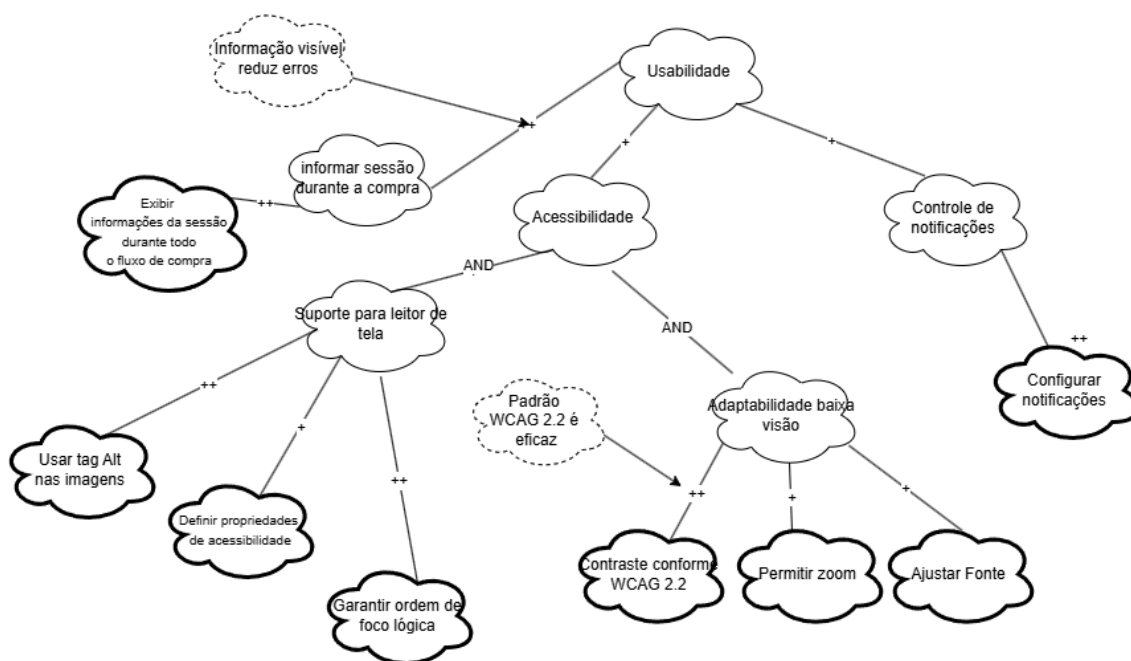 Informação visível
reduz erros
Usabilidade
+
informar sessão
durante a compra
+
+
++
Exibir
informações da sessão
durante todo
o fluxo de compra
Acessibilidade
Controle de
notificações
AND
Suporte para leitor de
tela
AND
++
Configurar
notificações
Padrão
WCAG 2.2 é
eficaz
Adaptabilidade baixa
visão
++
+
++
Usar tag Alt
nas imagens
++
+
+
Definir propriedades
de acessibilidade
Contraste conforme
WCAG 2.2
Permitir zoom
Ajustar Fonte
Garantir ordem de
foco lógica